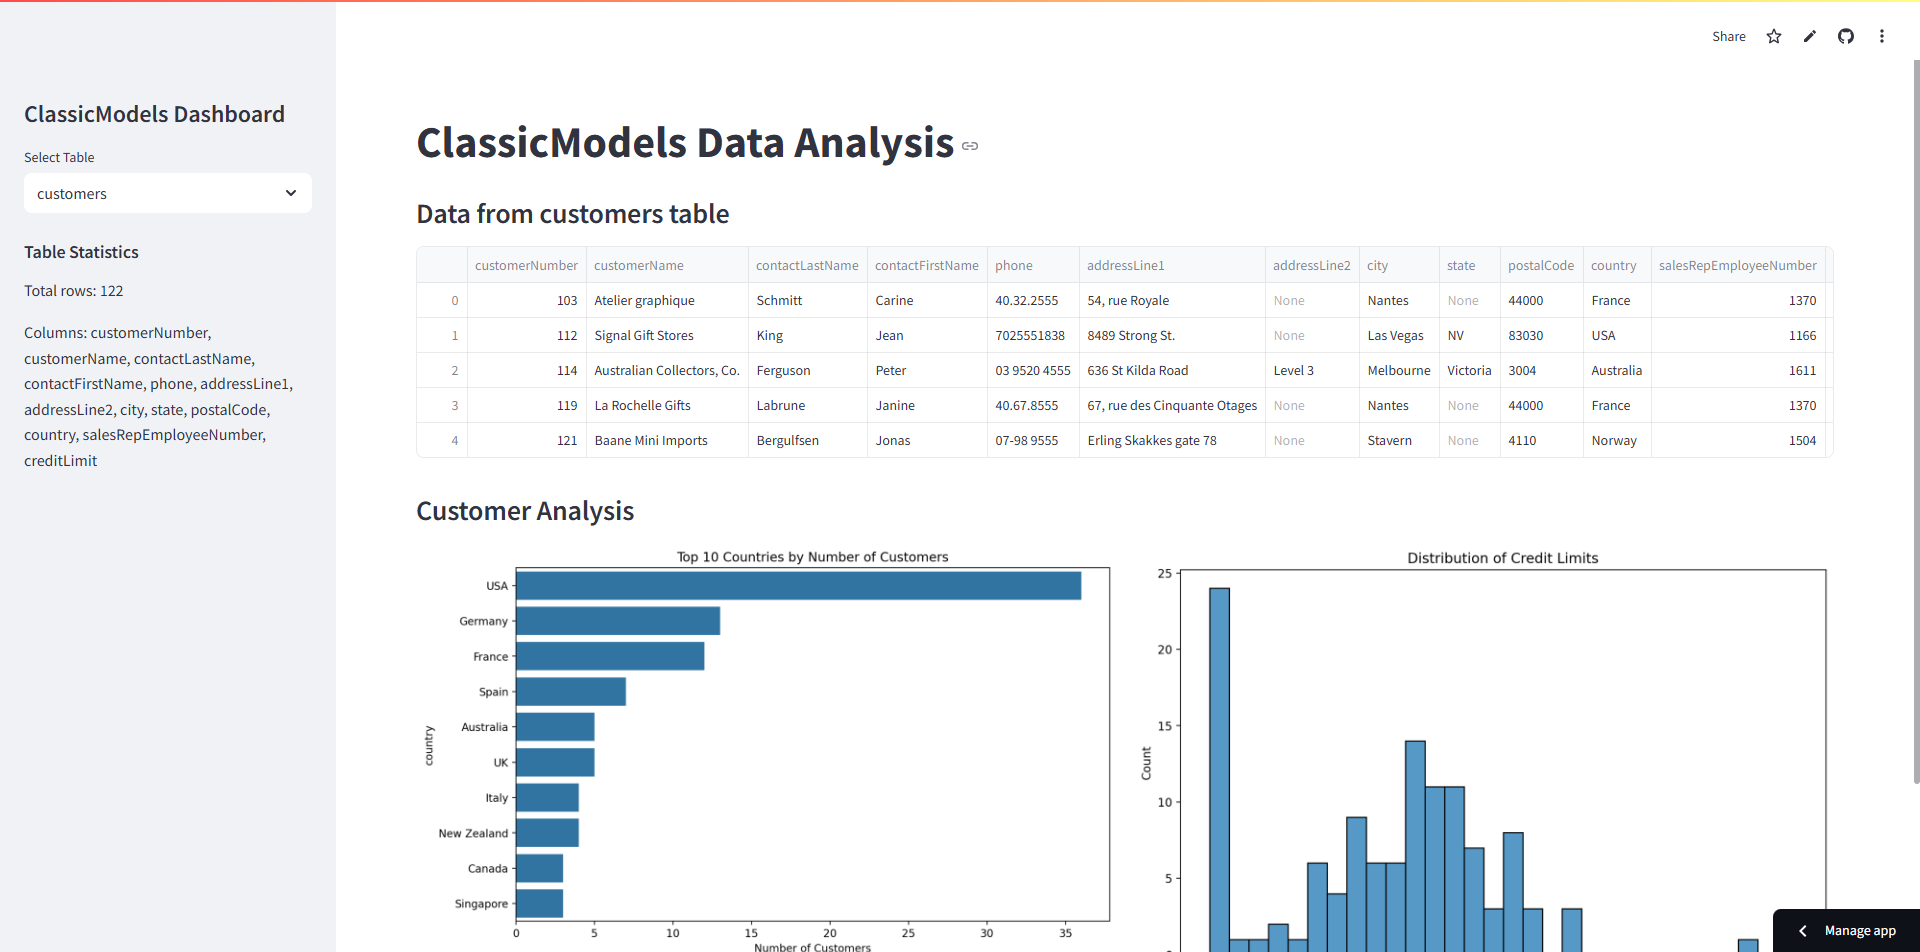 Share
ClassicModels Dashboard
Select Table
customers
Table Statistics
Total rows: 122
Columns: customerNumber,
customerName, contactLastName,
contactFirstName, phone, addressLine1,
addressLine2, city, state, postalCode,
country, salesRepEmployeeNumber,
creditLimit
ClassicModels Data Analysis
Data from customers table
customerNumber customerName contactLastName contactFirstName phone addressLine1 addressLine2 city state postalCode country salesRepEmployeeNumber
0 103 Atelier graphique Schmitt Carine 40.32.2555 54, rue Royale None Nantes None 44000 France 1370
1 112 Signal Gift Stores King Jean 7025551838 8489 Strong St. None Las Vegas NV 83030 USA 1166
2 114 Australian Collectors, Co. Ferguson Peter 03 9520 4555 636 St Kilda Road Level 3 Melbourne Victoria 3004 Australia 1611
3 119 La Rochelle Gifts Labrune Janine 40.67.8555 67, rue des Cinquante Otages None Nantes None 44000 France 1370
4 121 Baane Mini Imports Bergulfsen Jonas 07-98 9555 Erling Skakkes gate 78 None Stavern None 4110 Norway 1504
Customer Analysis
Top 10 Countries by Number of Customers
country
USA
Germany
France
Spain
Australia
UK
Italy
New Zealand
Canada
Singapore
0 5 10 15 20 25 30 35
Number of Customers
Distribution of Credit Limits
Count
25
20
15
10
5
Manage app